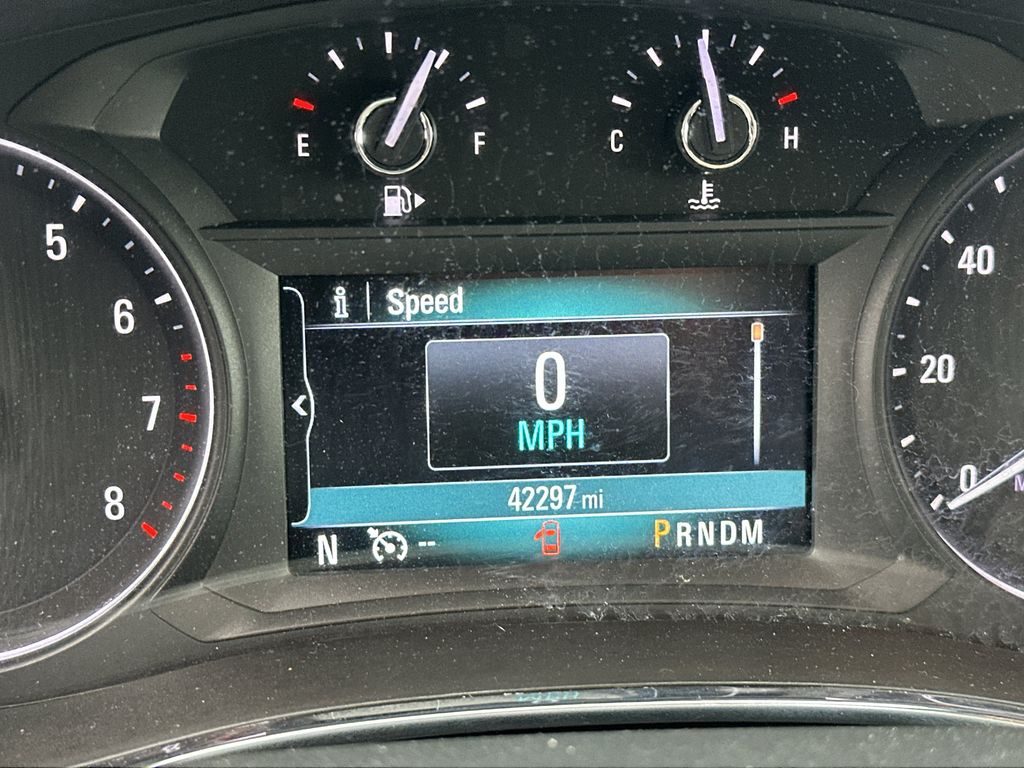 E F
C H
5
6
7
8
i Speed
0
MPH
42297 mi
N -- PRNDM
40
20
0